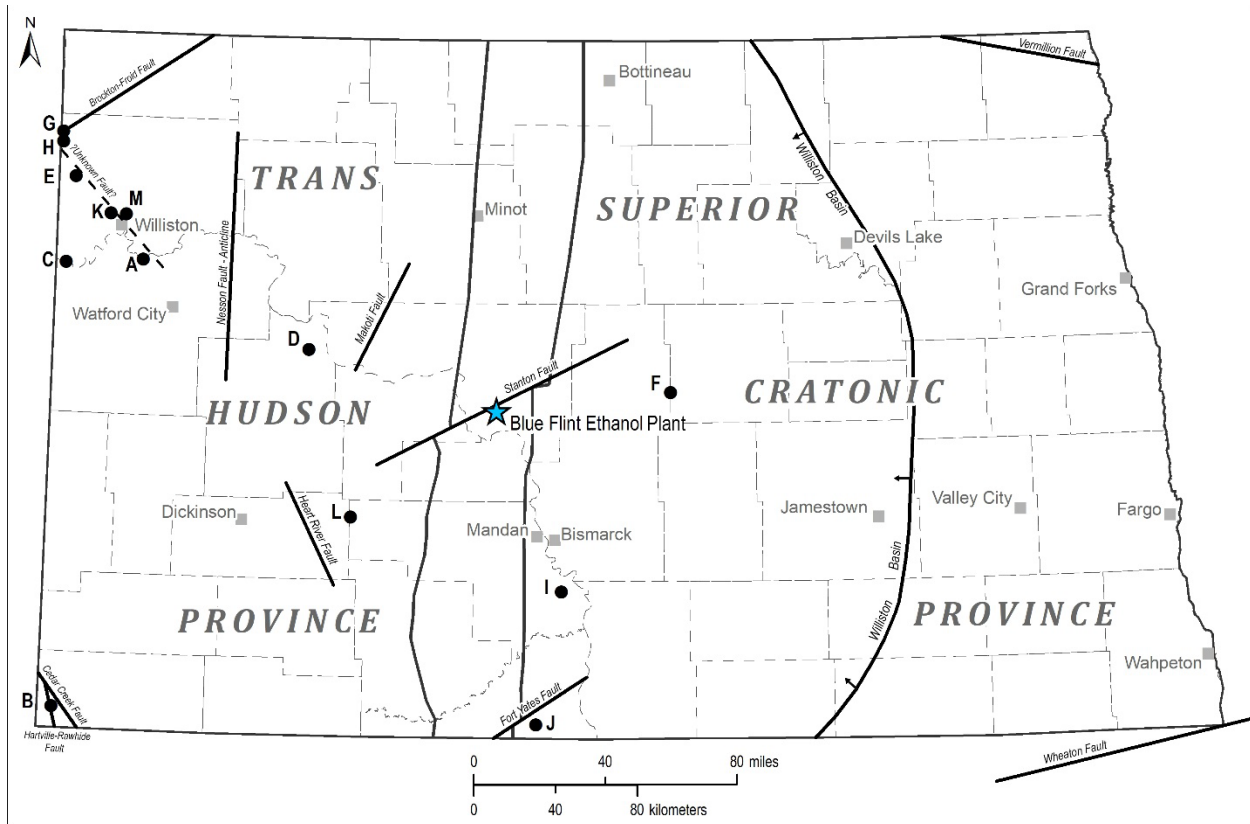 N
Brockton-Froid Fault
Vermillion Fault
Bottineau
G
H
?Unknown Fault?
E
TRANS
Williston
Basin
K
M
Williston
Minot
SUPERIOR
Devils Lake
C
A
Nesson Fault - Anticline
Makoti Fault
Grand Forks
Watford City
D
Stanton Fault
F
HUDSON
CRATONIC
Blue Flint Ethanol Plant
Heart River Fault
Dickinson
L
Mandan
Bismarck
Jamestown
Valley City
Fargo
Williston
Basin
I
PROVINCE
PROVINCE
Wahpeton
Cedar Creek Fault
B
Hartville-Rawhide
Fault
Fort Yates Fault
J
Wheaton Fault
0 40 80 miles
0 40 80 kilometers